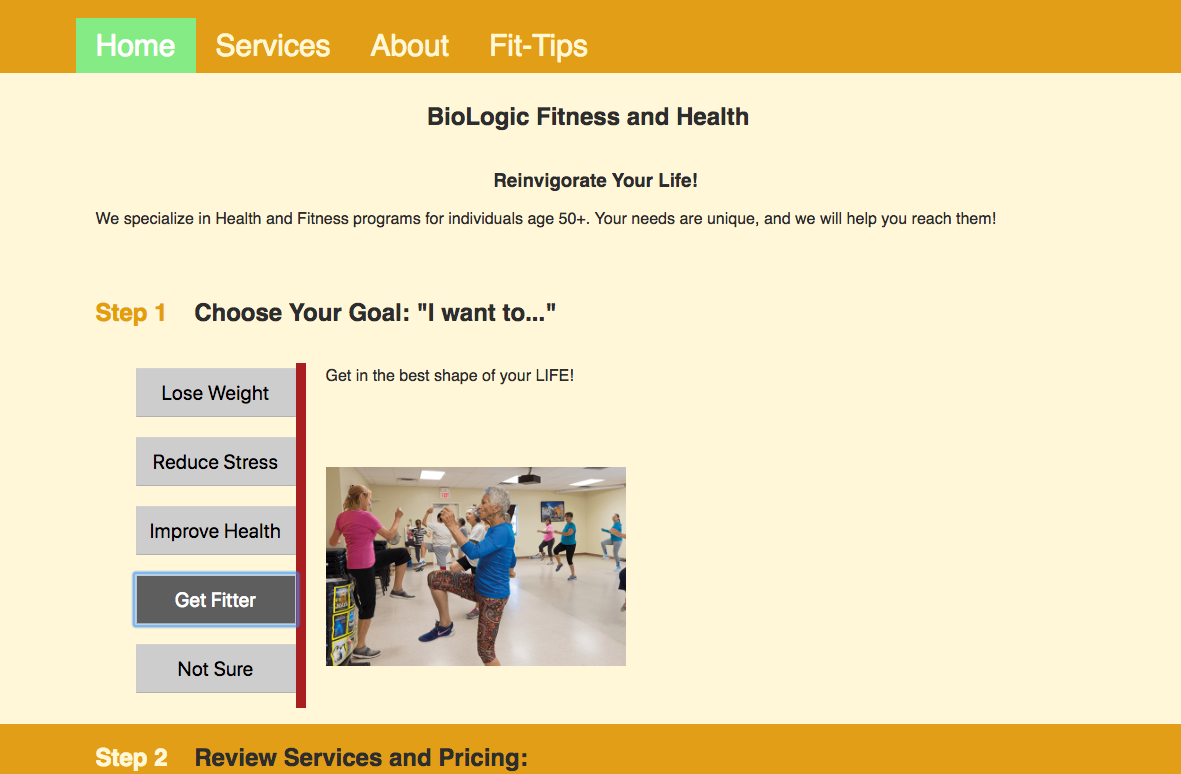 Home Services About Fit-Tips
BioLogic Fitness and Health
Reinvigorate Your Life!
We specialize in Health and Fitness programs for individuals age 50+. Your needs are unique, and we will help you reach them!
Step 1 Choose Your Goal: "I want to..."
Lose Weight
Reduce Stress
Improve Health
Get Fitter
Not Sure
Get in the best shape of your LIFE!
Step 2 Review Services and Pricing: